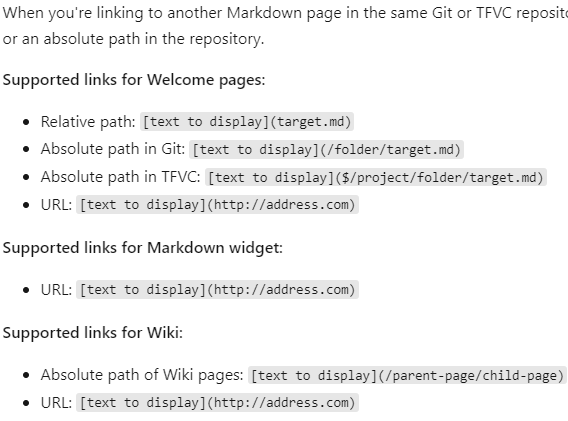 When you're linking to another Markdown page in the same Git or TFVC
or an absolute path in the repository.
Supported links for Welcome pages:
• Relative path: [text to display](target.md)
• Absolute path in Git: [text to display](/folder/target.md)
• Absolute path in TFVC: [text to display]($/project/folder/target.md)
• URL: [text to display](http://address.com)
Supported links for Markdown widget:
• URL: [text to display](http://address.com)
Supported links for Wiki:
• Absolute path of Wiki pages: [text to display](/parent-page/child-page)
• URL: [text to display](http://address.com)